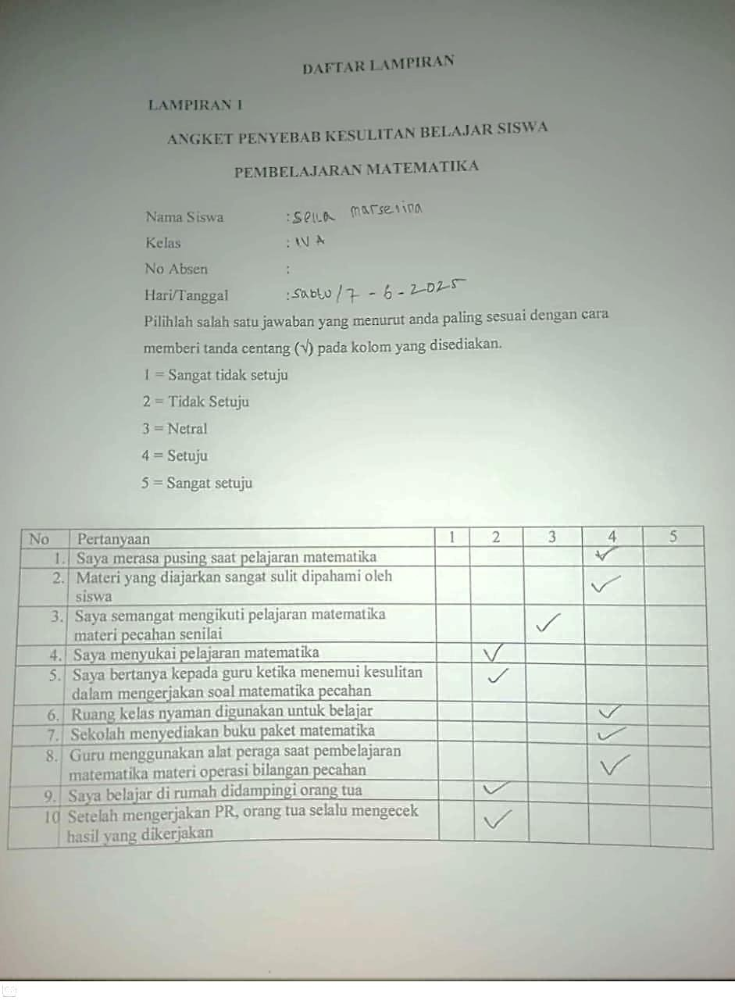 DAFTAR LAMPIRAN
LAMPIRAN 1
ANGKET PENYEBAB KESULITAN BELAJAR SISWA
PEMBELAJARAN MATEMATIKA
Nama Siswa : Sella marselina
Kelas : IV A
No Absen :
Hari/Tanggal : Sabtu / 7 - 6 - 2025
Pilihlah salah satu jawaban yang menurut anda paling sesuai dengan cara
memberi tanda centang (√) pada kolom yang disediakan.
1 = Sangat tidak setuju
2 = Tidak Setuju
3 = Netral
4 = Setuju
5 = Sangat setuju
No Pertanyaan 1 2 3 4 5
1. Saya merasa pusing saat pelajaran matematika ✓
2. Materi yang diajarkan sangat sulit dipahami oleh
siswa ✓
3. Saya semangat mengikuti pelajaran matematika
materi pecahan senilai ✓
4. Saya menyukai pelajaran matematika ✓
5. Saya bertanya kepada guru ketika menemui kesulitan
dalam mengerjakan soal matematika pecahan ✓
6. Ruang kelas nyaman digunakan untuk belajar ✓
7. Sekolah menyediakan buku paket matematika ✓
8. Guru menggunakan alat peraga saat pembelajaran
matematika materi operasi bilangan pecahan ✓
9. Saya belajar di rumah didampingi orang tua ✓
10 Setelah mengerjakan PR, orang tua selalu mengecek
hasil yang dikerjakan ✓